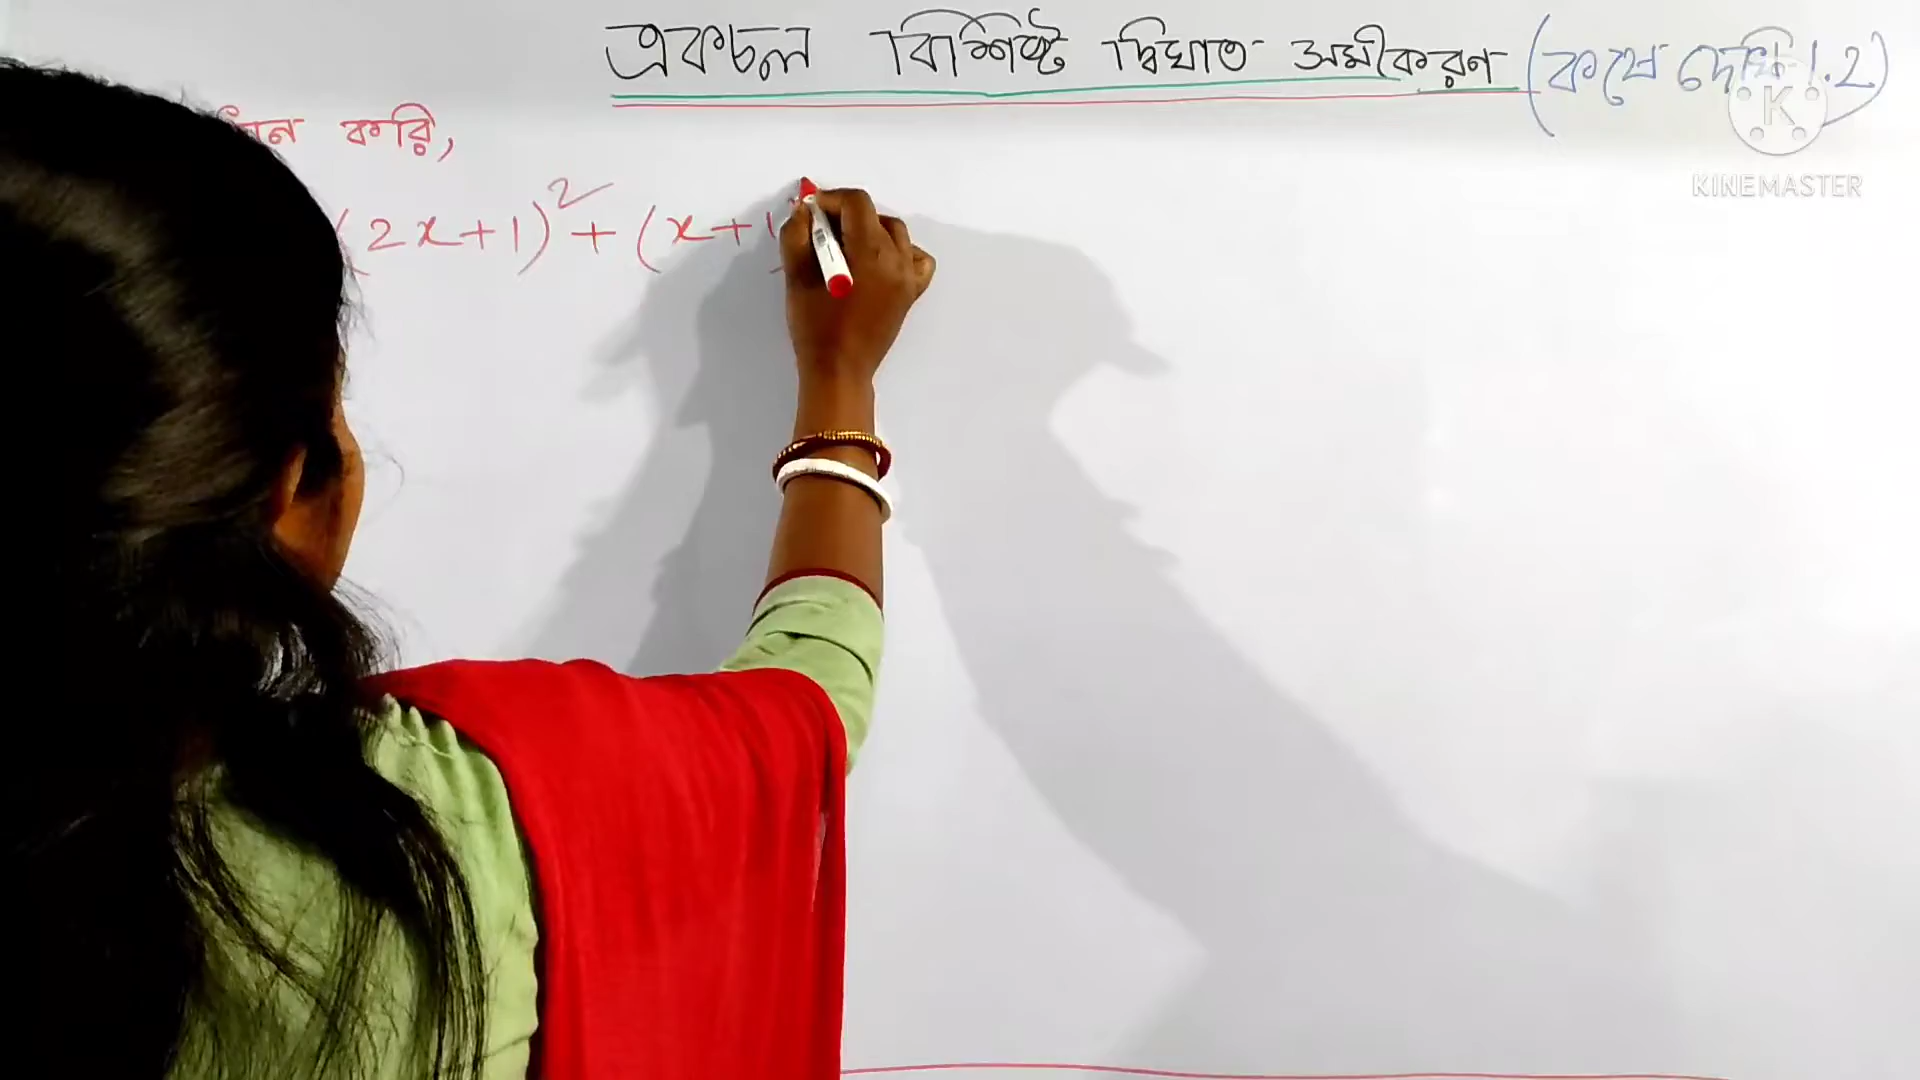 একচল বিশিষ্ট দ্বিঘাত সমীকরণ (কষে দেখি 1.2)
করি,
(2x+1)² + (x+1)
KINEMASTER